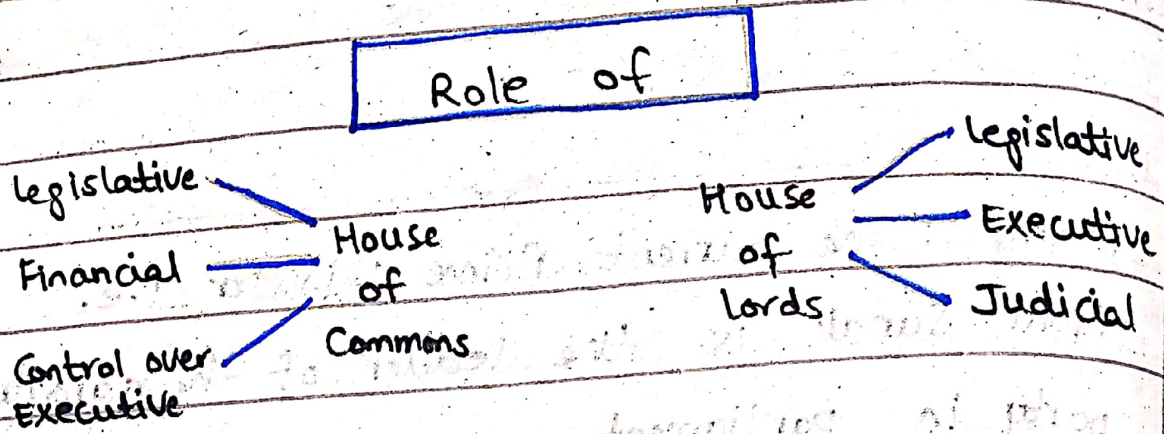 Role of
Legislative
Financial
Control over
Executive
House
of
Commons
House
of
Lords
Legislative
Executive
Judicial